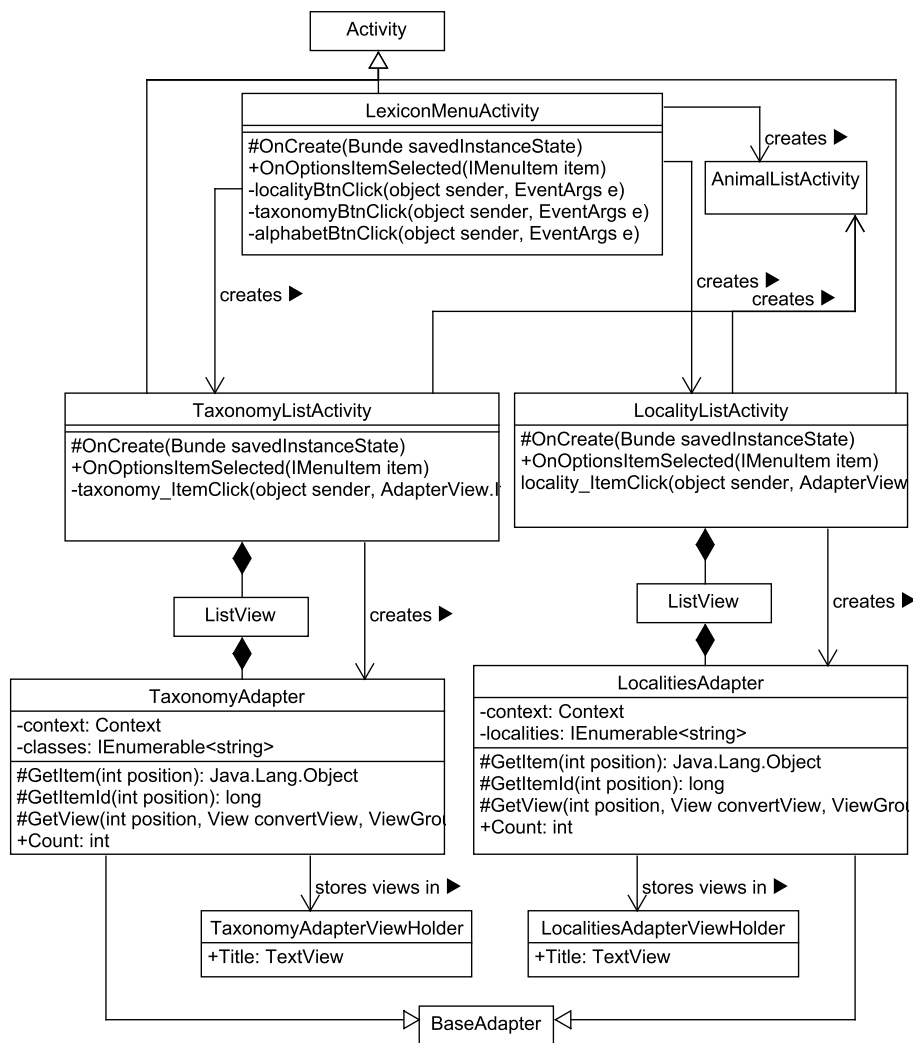 Activity
LexiconMenuActivity
#OnCreate(Bunde savedInstanceState)
+OnOptionsItemSelected(IMenuItem item)
-localityBtnClick(object sender, EventArgs e)
-taxonomyBtnClick(object sender, EventArgs e)
-alphabetBtnClick(object sender, EventArgs e)
creates ▶
AnimalListActivity
creates ▶
creates ▶
creates ▶
TaxonomyListActivity
#OnCreate(Bunde savedInstanceState)
+OnOptionsItemSelected(IMenuItem item)
-taxonomy_ItemClick(object sender, AdapterView.I
LocalityListActivity
#OnCreate(Bunde savedInstanceState)
+OnOptionsItemSelected(IMenuItem item)
locality_ItemClick(object sender, AdapterView
ListView
creates ▶
ListView
creates ▶
TaxonomyAdapter
-context: Context
-classes: IEnumerable<string>
#GetItem(int position): Java.Lang.Object
#GetItemId(int position): long
#GetView(int position, View convertView, ViewGrou
+Count: int
LocalitiesAdapter
-context: Context
-localities: IEnumerable<string>
#GetItem(int position): Java.Lang.Object
#GetItemId(int position): long
#GetView(int position, View convertView, ViewGrou
+Count: int
stores views in ▶
stores views in ▶
TaxonomyAdapterViewHolder
+Title: TextView
LocalitiesAdapterViewHolder
+Title: TextView
BaseAdapter